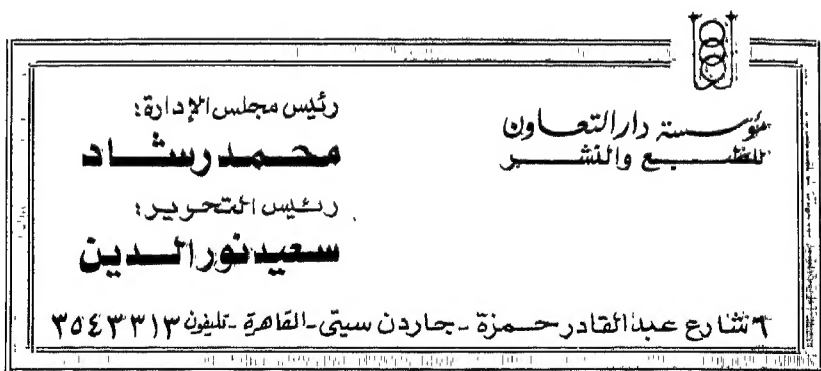 مؤسسة دار التعاون
للطبع والنشر
رئيس مجلس الإدارة:
محمد رشاد
رئيس التحرير:
سعيد نور الدين
٦ شارع عبد القادر حمزة - جاردن سيتى - القاهرة - تليفون ٣٥٤٣٣١٣